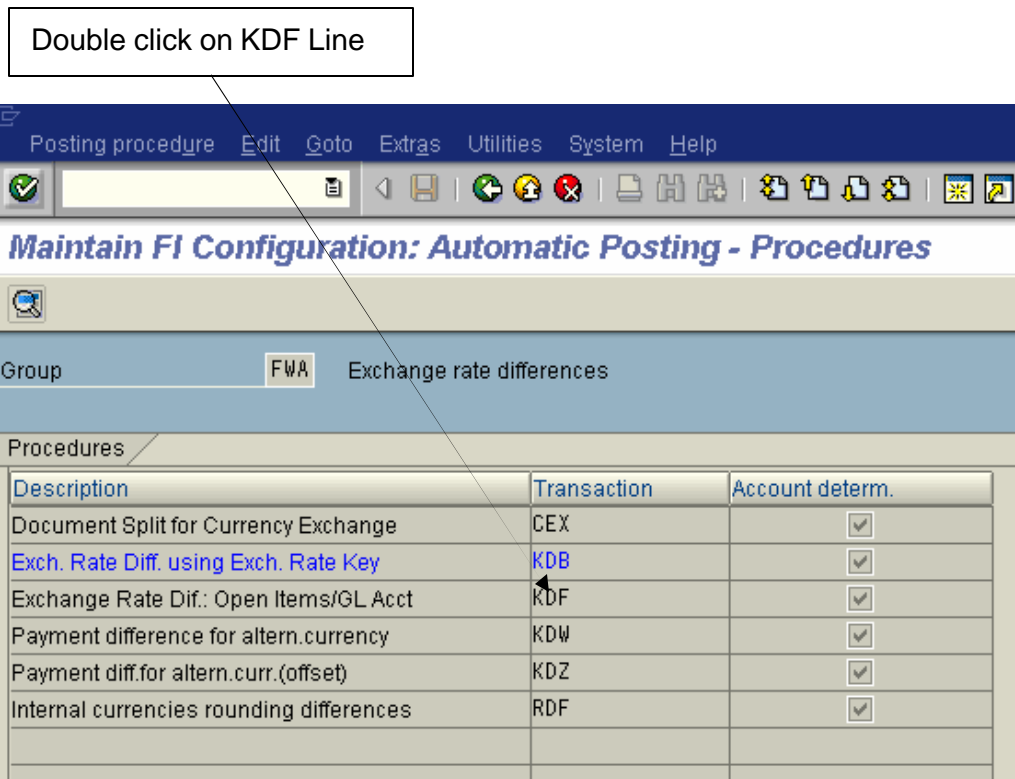 Double click on KDF Line
Posting procedure Edit Goto Extras Utilities System Help
Maintain FI Configuration: Automatic Posting - Procedures
Group FWA Exchange rate differences
Procedures
Description Transaction Account determ.
Document Split for Currency Exchange CEX
Exch. Rate Diff. using Exch. Rate Key KDB
Exchange Rate Dif.: Open Items/GL Acct KDF
Payment difference for altern.currency KDW
Payment diff.for altern.curr.(offset) KDZ
Internal currencies rounding differences RDF